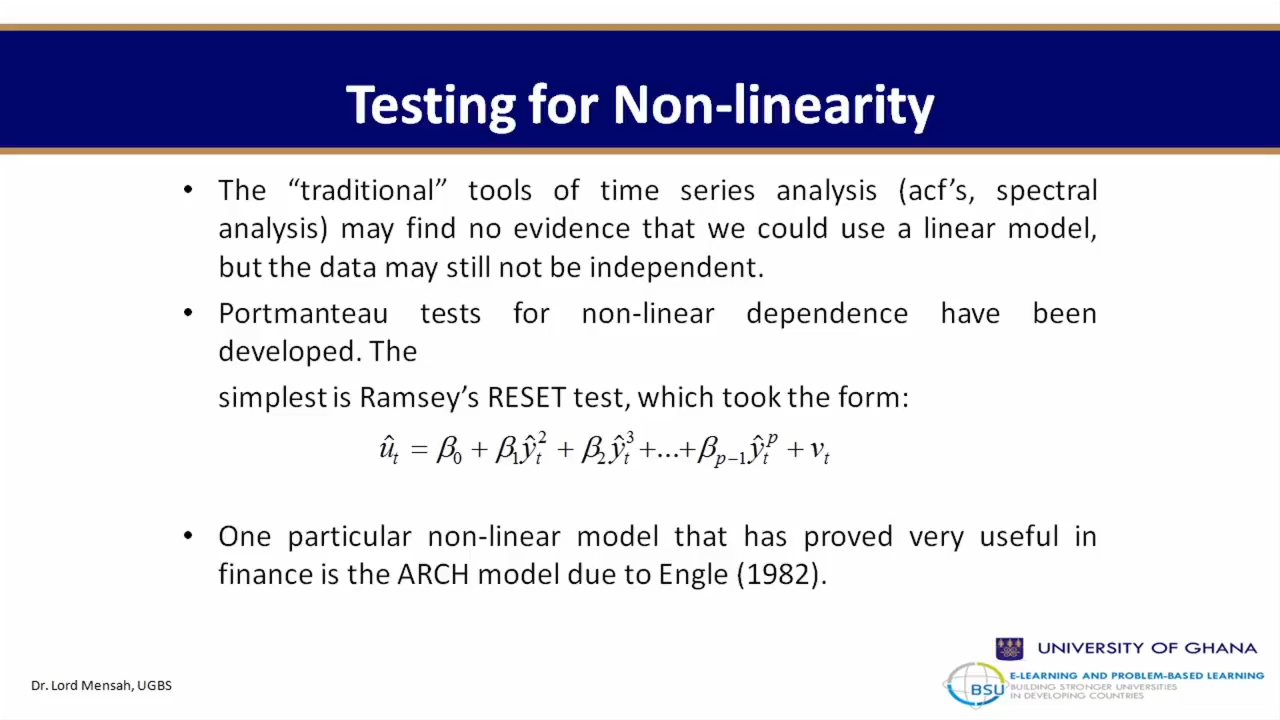 Testing for Non-linearity
• The “traditional” tools of time series analysis (acf’s, spectral
analysis) may find no evidence that we could use a linear model,
but the data may still not be independent.
• Portmanteau tests for non-linear dependence have been
developed. The
simplest is Ramsey’s RESET test, which took the form:
û_t = β_0 + β_1 ŷ_t^2 + β_2 ŷ_t^3 +...+ β_{p−1} ŷ_t^p + v_t
• One particular non-linear model that has proved very useful in
finance is the ARCH model due to Engle (1982).
UNIVERSITY OF GHANA
BSU
E-LEARNING AND PROBLEM-BASED LEARNING
BUILDING STRONGER UNIVERSITIES
IN DEVELOPING COUNTRIES
Dr. Lord Mensah, UGBS